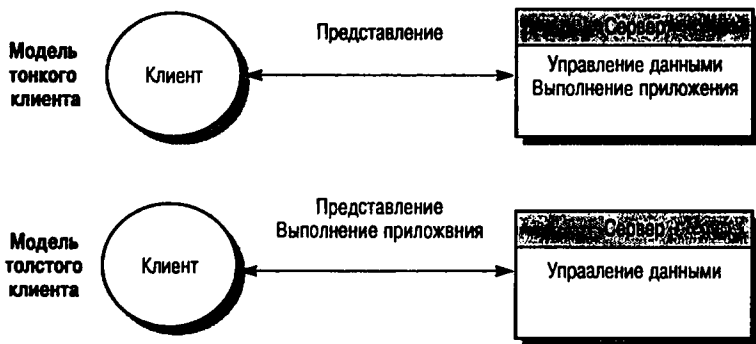 Модель
тонкого
клиента
Клиент
Представление
Сервер
Управление данными
Выполнение приложения
Модель
толстого
клиента
Клиент
Представление
Выполнение приложвния
Сервер
Упрааление данными